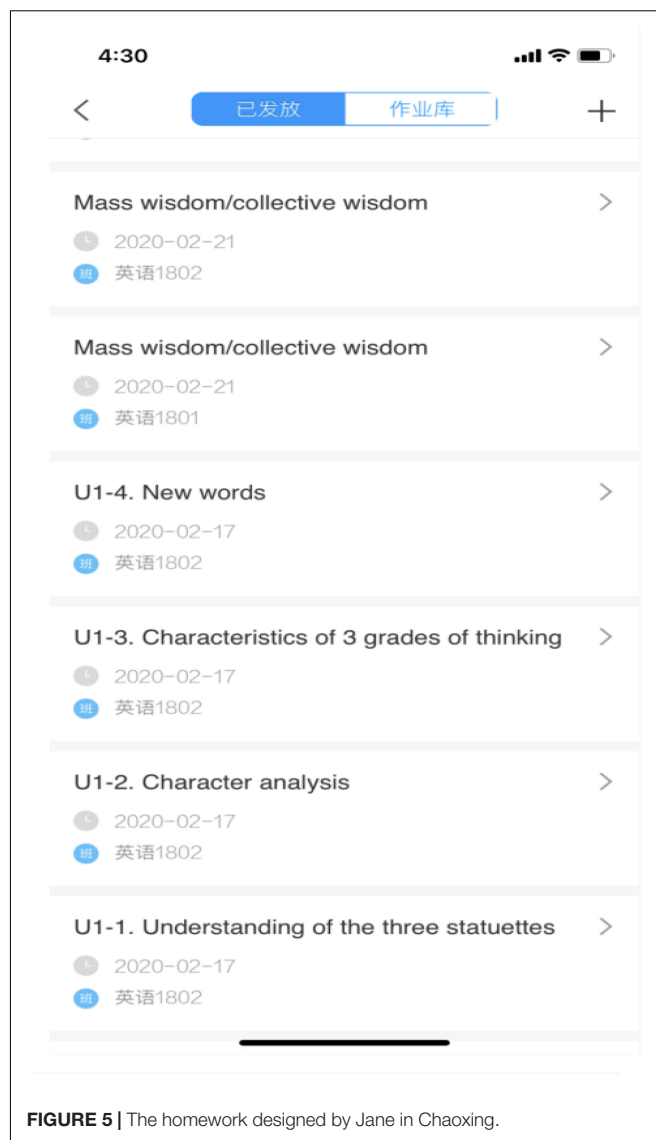 4:30
已发放 作业库
Mass wisdom/collective wisdom
2020-02-21
班 英语1802
Mass wisdom/collective wisdom
2020-02-21
班 英语1801
U1-4. New words
2020-02-17
班 英语1802
U1-3. Characteristics of 3 grades of thinking
2020-02-17
班 英语1802
U1-2. Character analysis
2020-02-17
班 英语1802
U1-1. Understanding of the three statuettes
2020-02-17
班 英语1802
FIGURE 5 | The homework designed by Jane in Chaoxing.